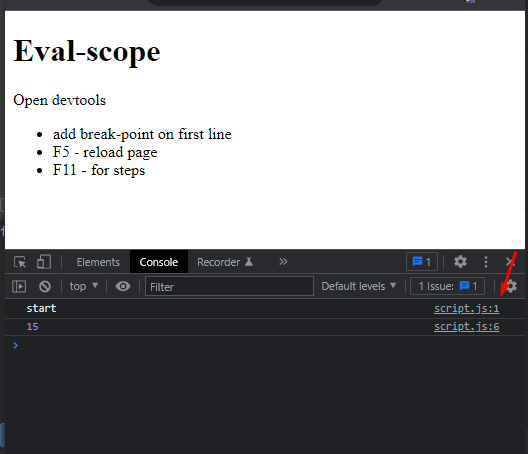 Eval-scope
Open devtools
add break-point on first line
F5 - reload page
F11 - for steps
Elements Console Recorder 1
top Filter Default levels 1 Issue: 1
start script.js:1
15 script.js:6